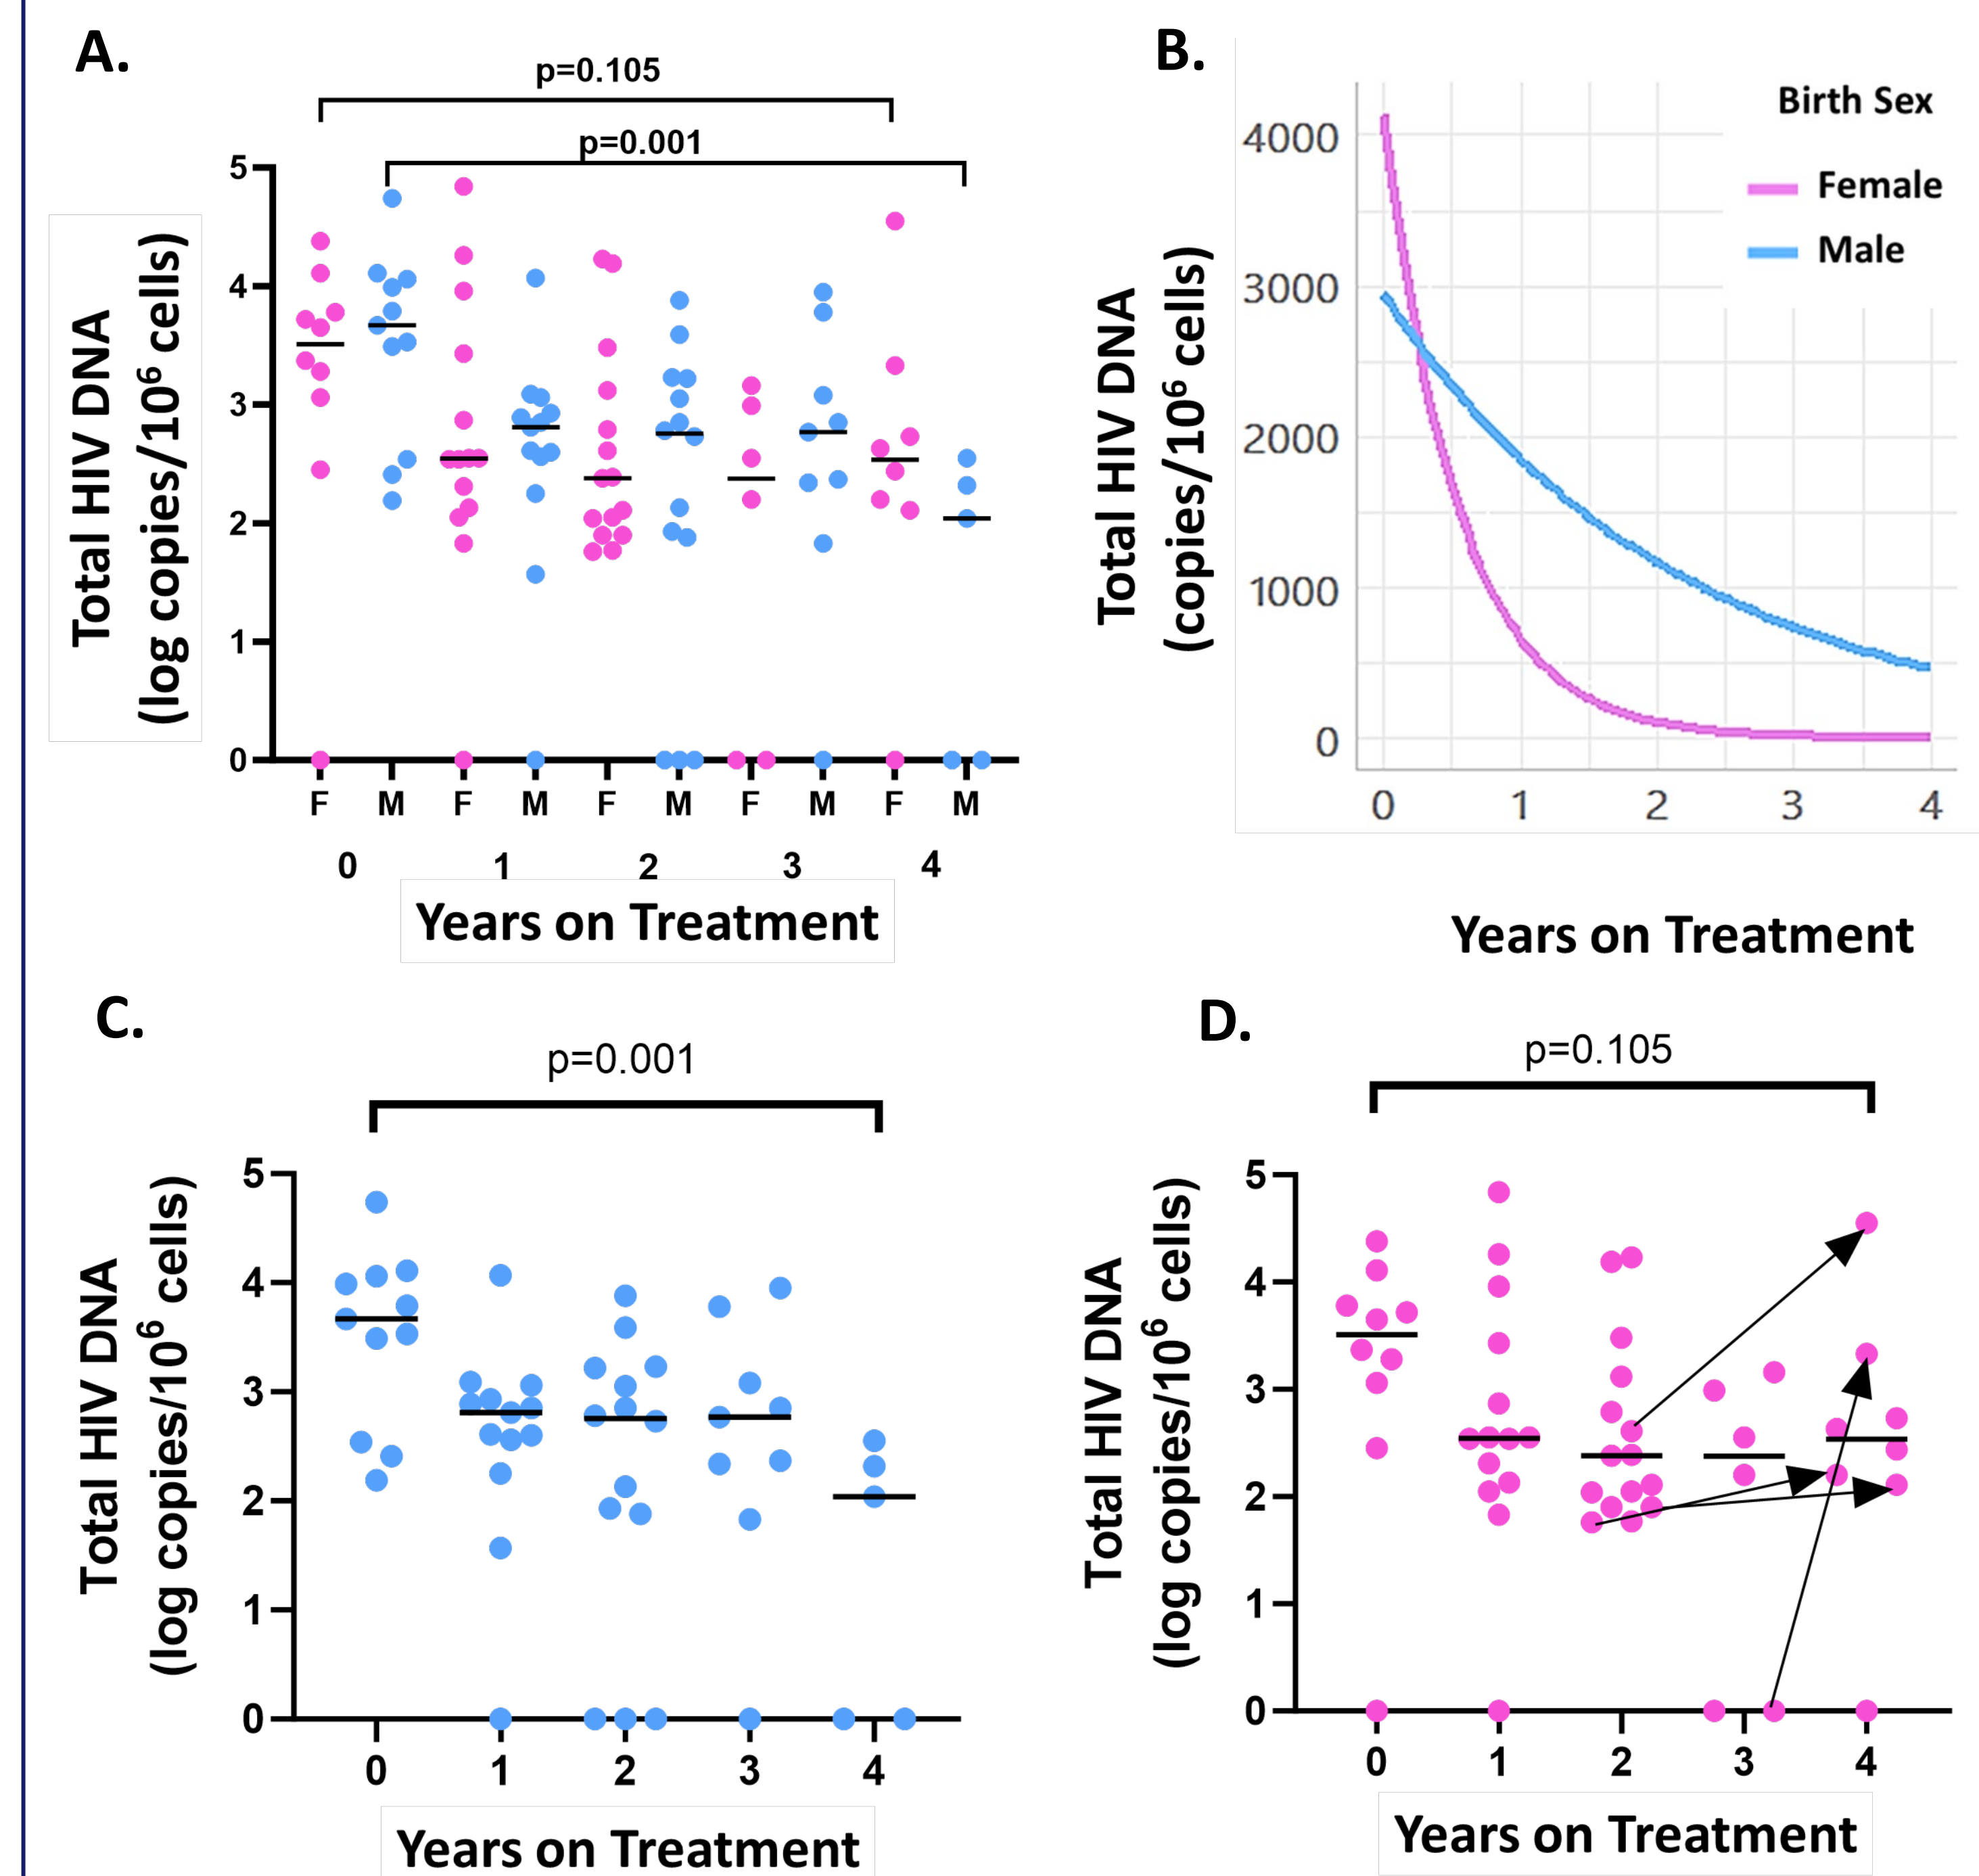 A.
p=0.105
p=0.001
5
4
3
2
1
0
Total HIV DNA
(log copies/10⁶ cells)
F M F M F M F M F M
0 1 2 3 4
Years on Treatment
B.
Birth Sex
Female
Male
4000
3000
2000
1000
0
Total HIV DNA
(copies/10⁶ cells)
0 1 2 3 4
Years on Treatment
C.
p=0.001
5
4
3
2
1
0
Total HIV DNA
(log copies/10⁶ cells)
0 1 2 3 4
Years on Treatment
D.
p=0.105
5
4
3
2
1
0
Total HIV DNA
(log copies/10⁶ cells)
0 1 2 3 4
Years on Treatment